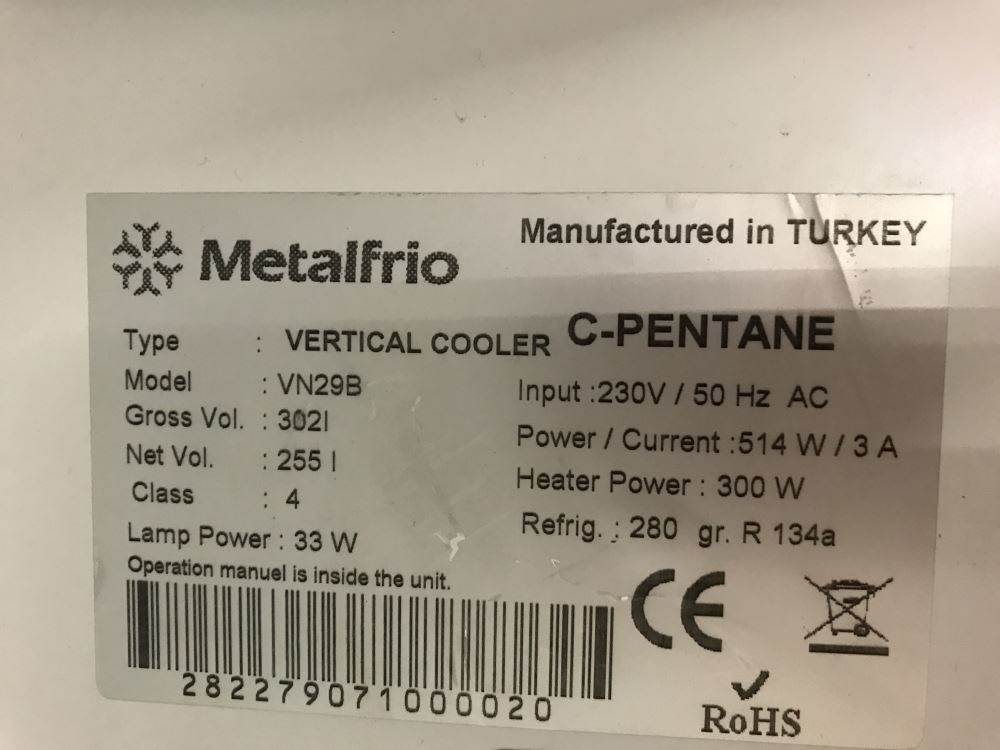 Metalfrio
Manufactured in TURKEY
Type : VERTICAL COOLER C-PENTANE
Model : VN29B
Input :230V / 50 Hz AC
Gross Vol. : 302l
Power / Current :514 W / 3 A
Net Vol. : 255 l
Heater Power : 300 W
Class : 4
Refrig. : 280 gr. R 134a
Lamp Power : 33 W
Operation manuel is inside the unit.
CE
282279071000020
RoHS